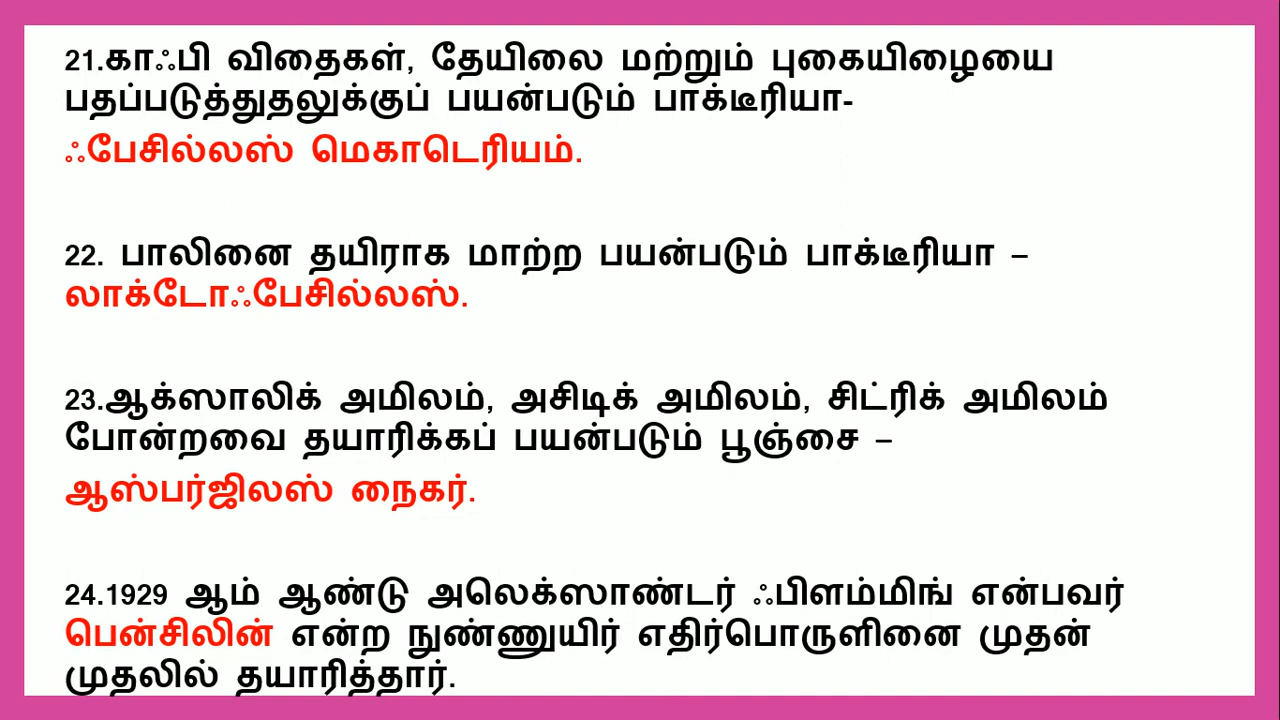 21.காஃபி விதைகள், தேயிலை மற்றும் புகையிழையை
பதப்படுத்துதலுக்குப் பயன்படும் பாக்டீரியா-
ஃபேசில்லஸ் மெகாடெரியம்.
22. பாலினை தயிராக மாற்ற பயன்படும் பாக்டீரியா –
லாக்டோஃபேசில்லஸ்.
23.ஆக்ஸாலிக் அமிலம், அசிடிக் அமிலம், சிட்ரிக் அமிலம்
போன்றவை தயாரிக்கப் பயன்படும் பூஞ்சை –
ஆஸ்பர்ஜிலஸ் நைகர்.
24.1929 ஆம் ஆண்டு அலெக்ஸாண்டர் ஃபிளம்மிங் என்பவர்
பென்சிலின் என்ற நுண்ணுயிர் எதிர்பொருளினை முதன்
முதலில் தயாரித்தார்.